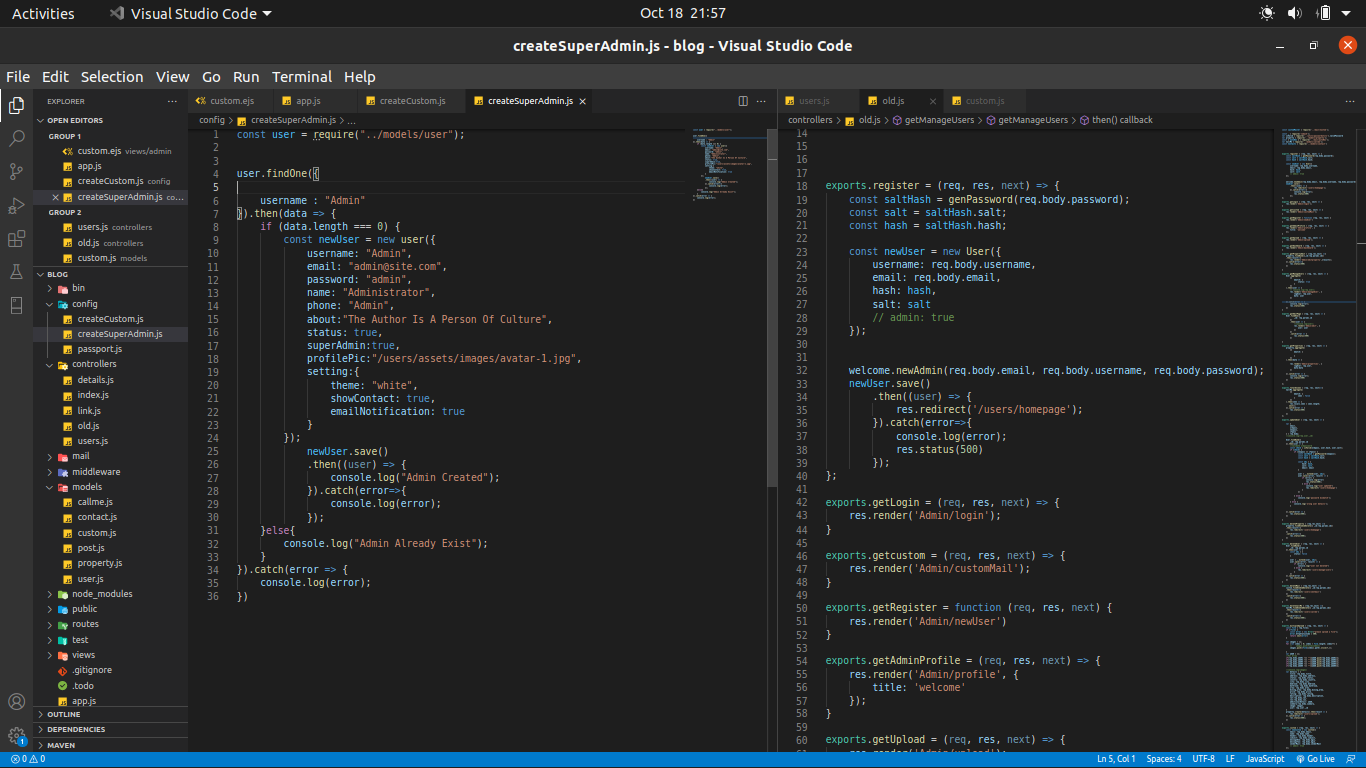 Activities
Visual Studio Code
Oct 18 21:57
createSuperAdmin.js - blog - Visual Studio Code
File Edit Selection View Go Run Terminal Help
EXPLORER
OPEN EDITORS
GROUP 1
custom.ejs views/admin
app.js
createCustom.js config
createSuperAdmin.js co...
GROUP 2
users.js controllers
old.js controllers
custom.js models
BLOG
bin
config
createCustom.js
createSuperAdmin.js
passport.js
controllers
details.js
index.js
link.js
old.js
users.js
mail
middleware
models
callme.js
contact.js
custom.js
post.js
property.js
user.js
node_modules
public
routes
test
views
.gitignore
.todo
app.js
OUTLINE
DEPENDENCIES
MAVEN
custom.ejs app.js createCustom.js createSuperAdmin.js
config > createSuperAdmin.js > ...
1 const user = require("../models/user");
2
3
4 user.findOne({
5
6 username : "Admin"
7 }).then(data => {
8 if (data.length === 0) {
9 const newUser = new user({
10 username: "Admin",
11 email: "admin@site.com",
12 password: "admin",
13 name: "Administrator",
14 phone: "Admin",
15 about:"The Author Is A Person Of Culture",
16 status: true,
17 superAdmin:true,
18 profilePic:"/users/assets/images/avatar-1.jpg",
19 setting:{
20 theme: "white",
21 showContact: true,
22 emailNotification: true
23 }
24 });
25 newUser.save()
26 .then((user) => {
27 console.log("Admin Created");
28 }).catch(error=>{
29 console.log(error);
30 });
31 }else{
32 console.log("Admin Already Exist");
33 }
34 }).catch(error => {
35 console.log(error);
36 })
users.js old.js custom.js
controllers > old.js > getManageUsers > getManageUsers > then() callback
14
15
16
17
18 exports.register = (req, res, next) => {
19 const saltHash = genPassword(req.body.password);
20 const salt = saltHash.salt;
21 const hash = saltHash.hash;
22
23 const newUser = new User({
24 username: req.body.username,
25 email: req.body.email,
26 hash: hash,
27 salt: salt
28 // admin: true
29 });
30
31
32 welcome.newAdmin(req.body.email, req.body.username, req.body.password);
33 newUser.save()
34 .then((user) => {
35 res.redirect('/users/homepage');
36 }).catch(error=>{
37 console.log(error);
38 res.status(500)
39 });
40 };
41
42 exports.getLogin = (req, res, next) => {
43 res.render('Admin/login');
44 }
45
46 exports.getcustom = (req, res, next) => {
47 res.render('Admin/customMail');
48 }
49
50 exports.getRegister = function (req, res, next) {
51 res.render('Admin/newUser')
52 }
53
54 exports.getAdminProfile = (req, res, next) => {
55 res.render('Admin/profile', {
56 title: 'welcome'
57 });
58 }
59
60 exports.getUpload = (req, res, next) => {
61 res.render('Admin/upload');
1
0 0
Ln 5, Col 1 Spaces: 4 UTF-8 LF JavaScript Go Live